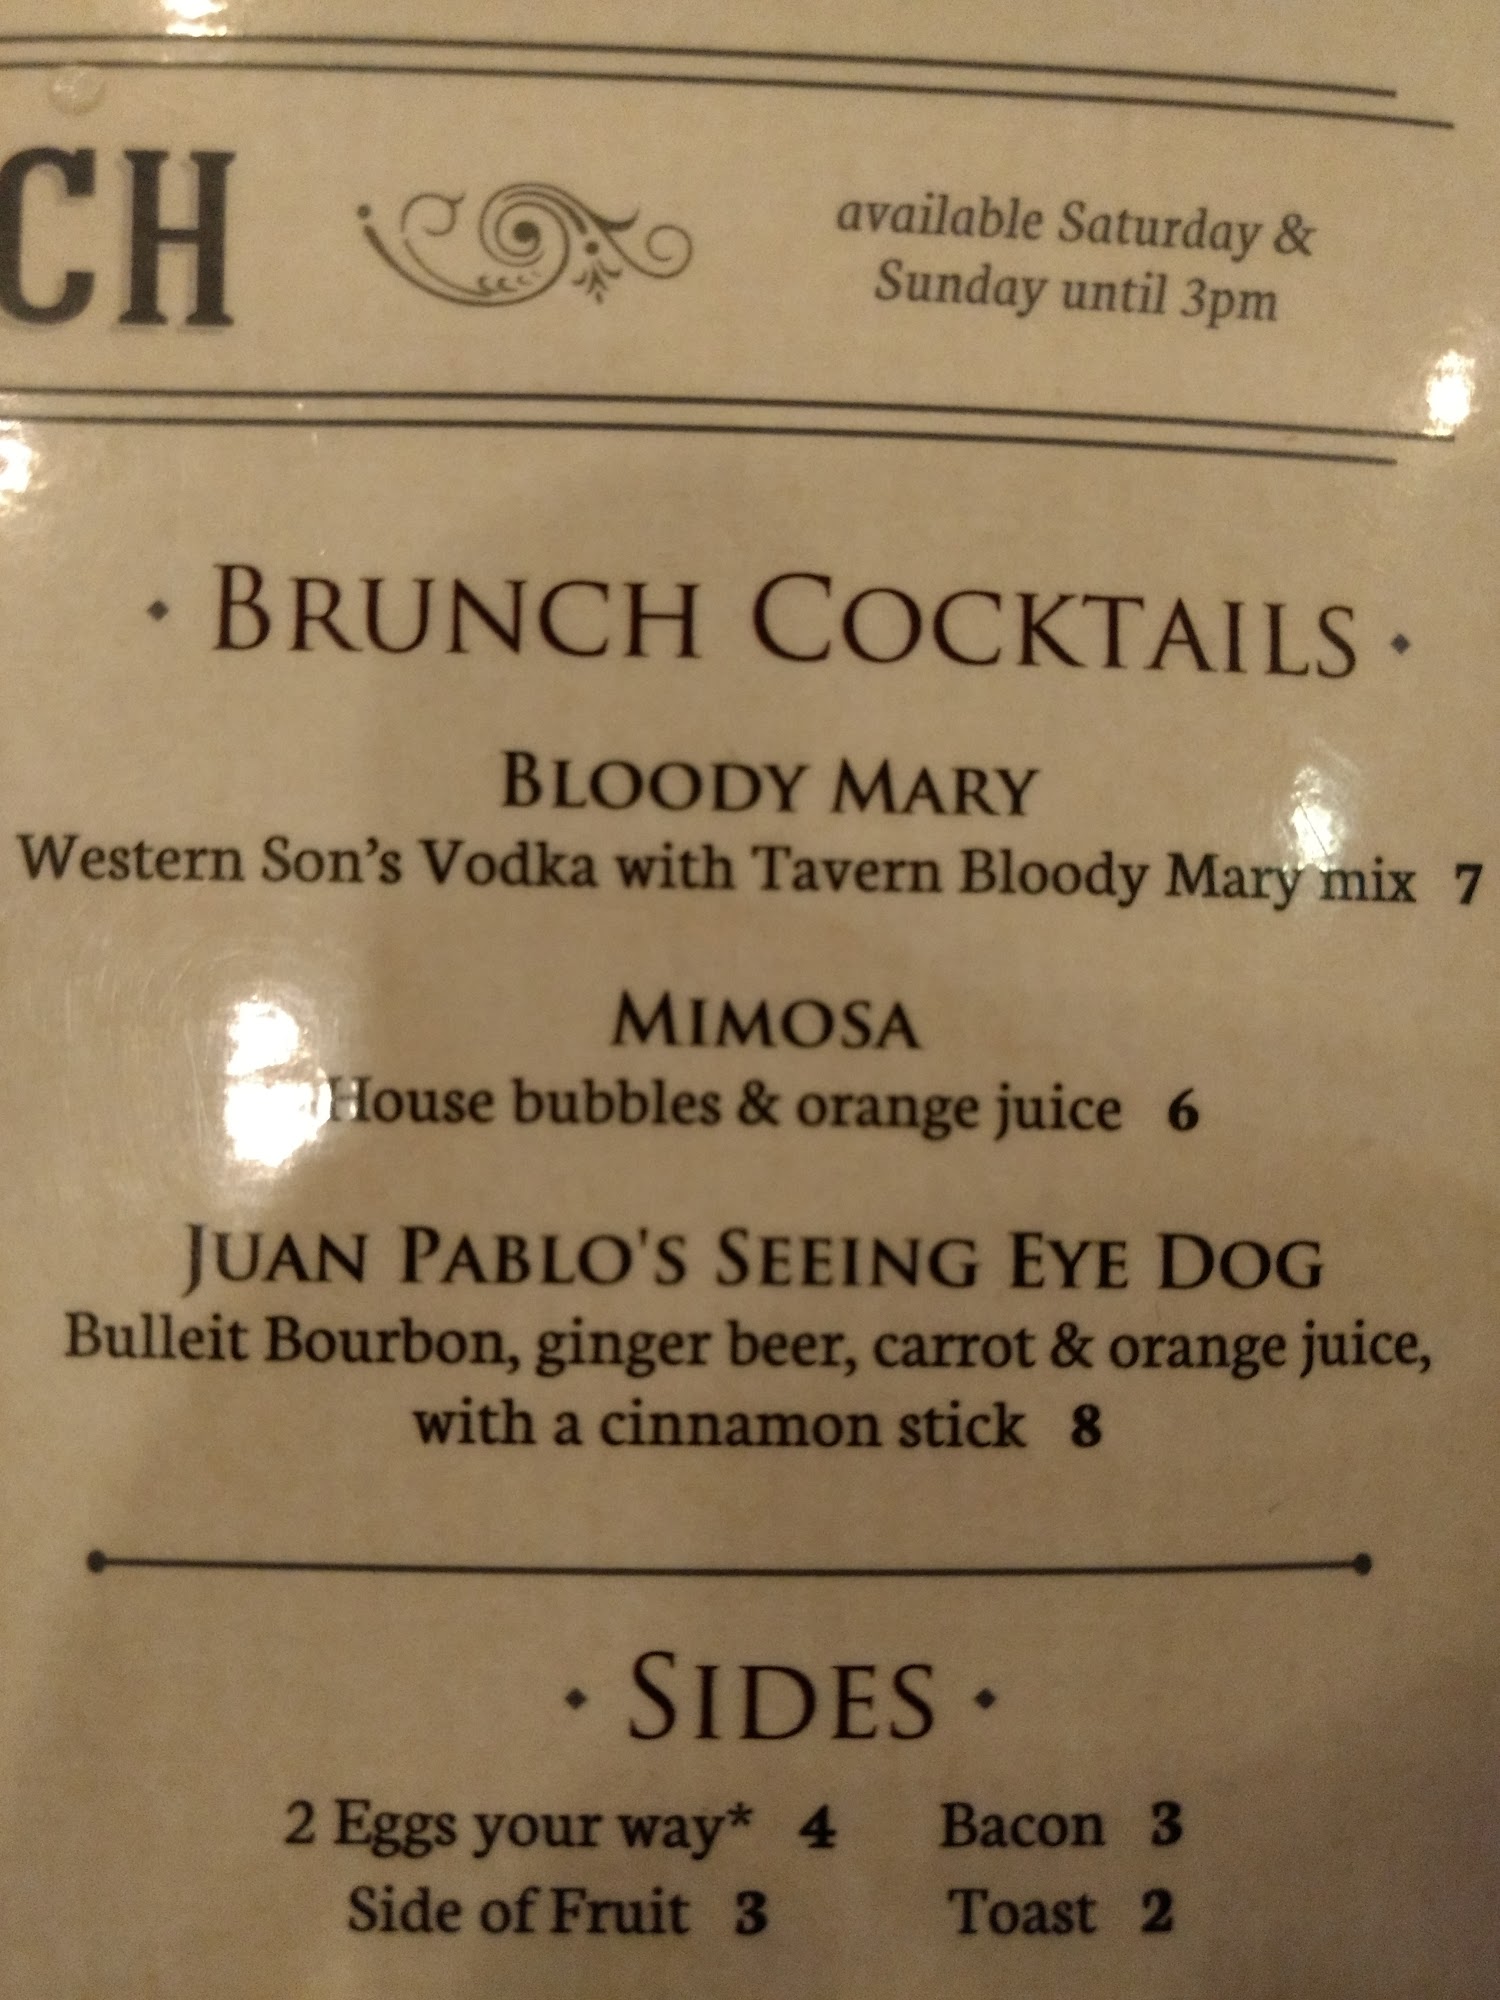 CH
available Saturday &
Sunday until 3pm
BRUNCH COCKTAILS
BLOODY MARY
Western Son's Vodka with Tavern Bloody Mary mix 7
MIMOSA
House bubbles & orange juice 6
JUAN PABLO'S SEEING EYE DOG
Bulleit Bourbon, ginger beer, carrot & orange juice,
with a cinnamon stick 8
SIDES
2 Eggs your way* 4 Bacon 3
Side of Fruit 3 Toast 2